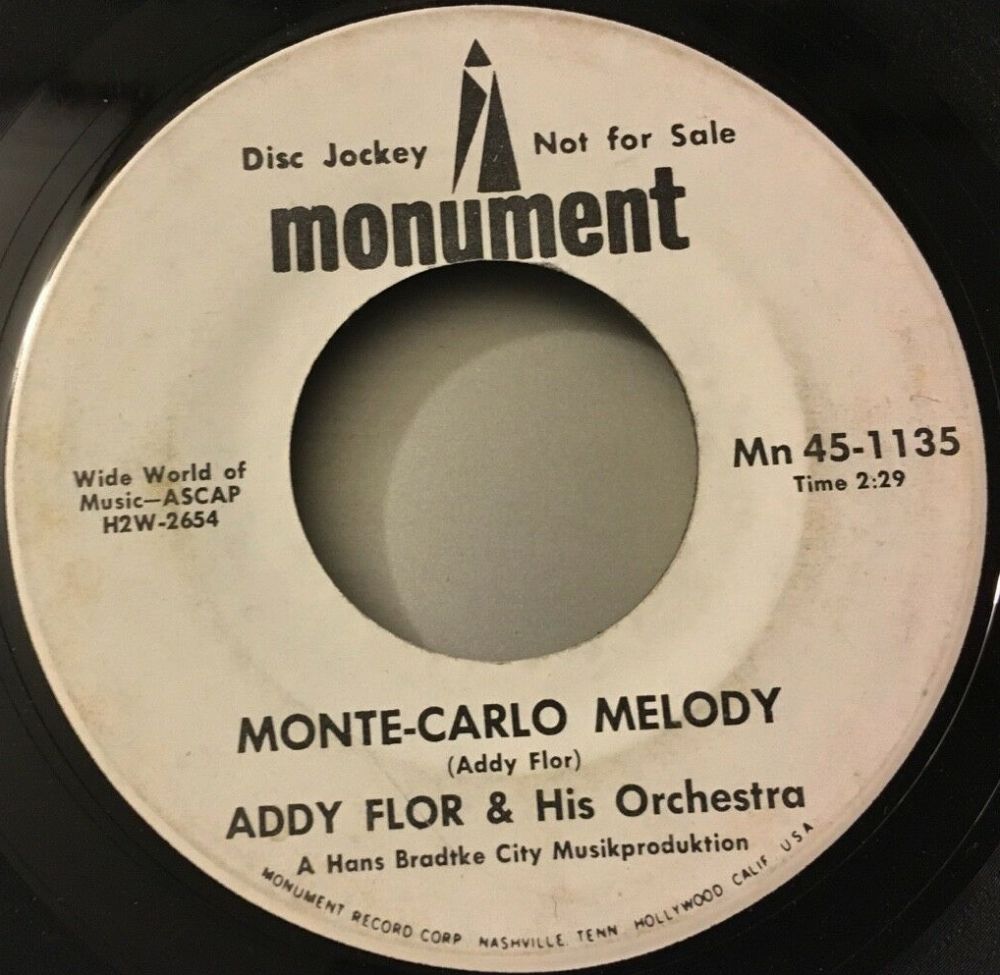 Disc Jockey Not for Sale
monument
Wide World of
Music—ASCAP
H2W-2654
Mn 45-1135
Time 2:29
MONTE-CARLO MELODY
(Addy Flor)
ADDY FLOR & His Orchestra
A Hans Bradtke City Musikproduktion
MONUMENT RECORD CORP NASHVILLE, TENN HOLLYWOOD CALIF. USA